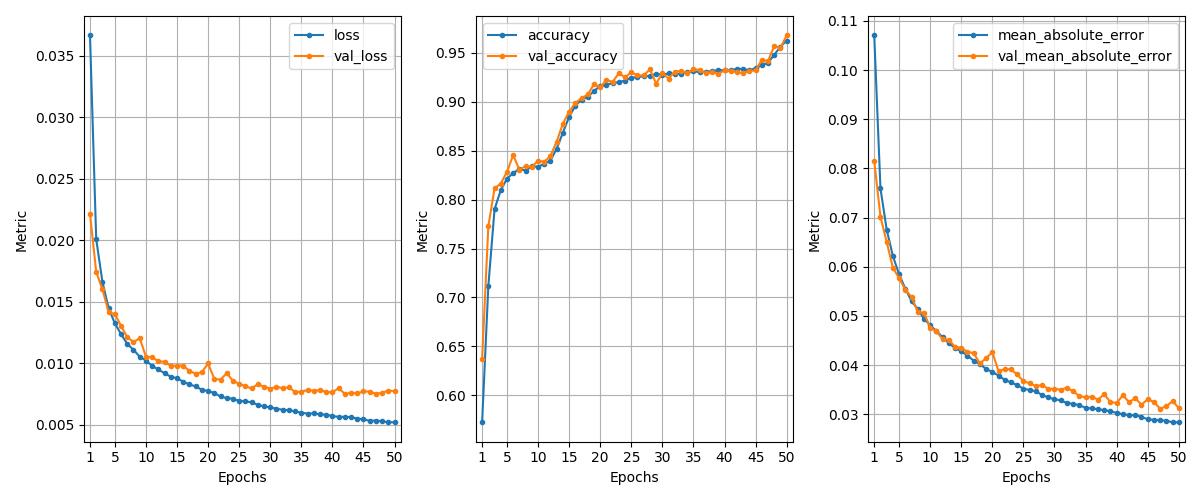 loss
val_loss
0.035
0.030
0.025
0.020
0.015
0.010
0.005
Metric
1 5 10 15 20 25 30 35 40 45 50
Epochs
accuracy
val_accuracy
0.95
0.90
0.85
0.80
0.75
0.70
0.65
0.60
Metric
1 5 10 15 20 25 30 35 40 45 50
Epochs
mean_absolute_error
val_mean_absolute_error
0.11
0.10
0.09
0.08
0.07
0.06
0.05
0.04
0.03
Metric
1 5 10 15 20 25 30 35 40 45 50
Epochs